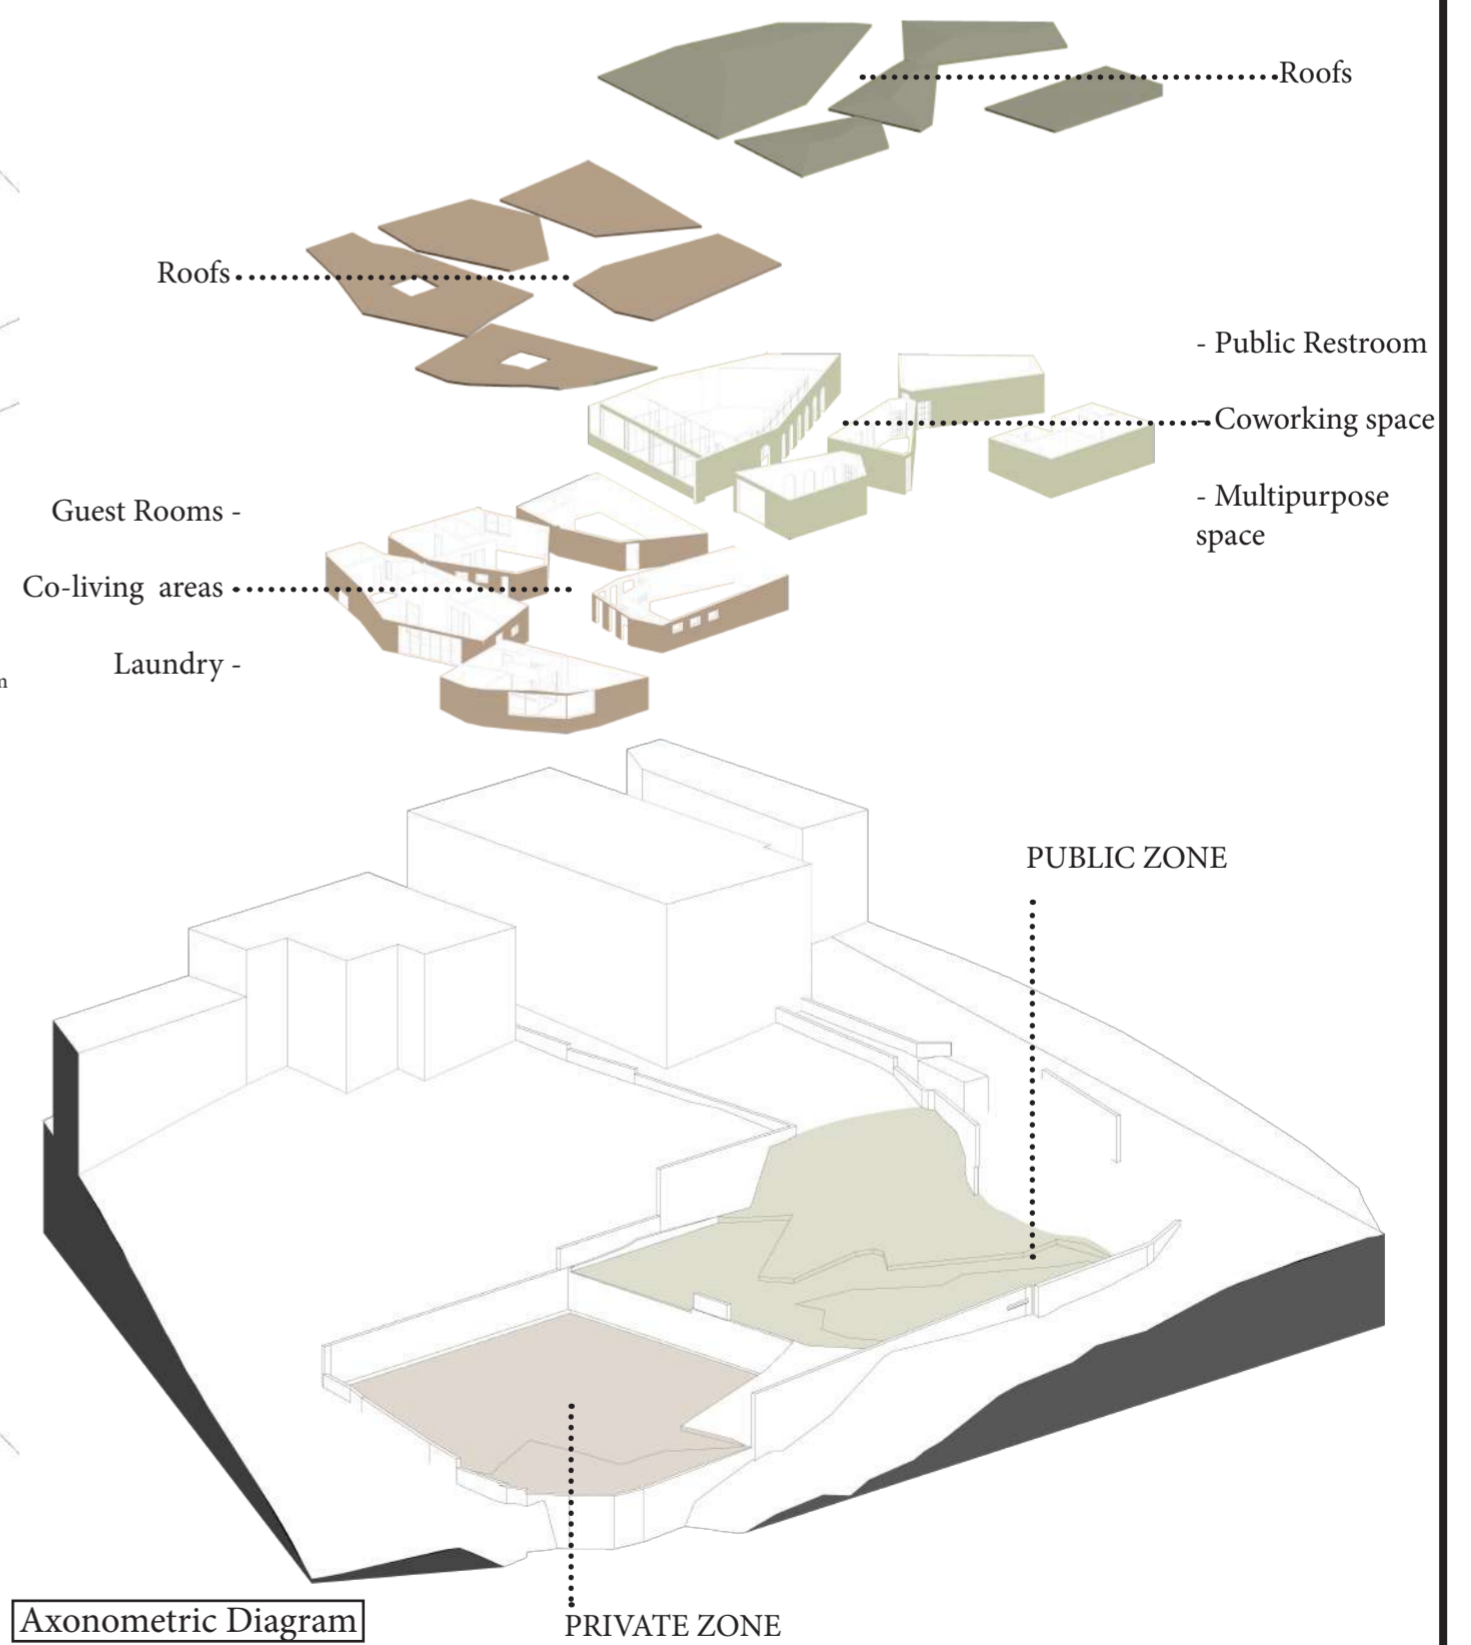 Roofs
Roofs
- Public Restroom
- Coworking space
- Multipurpose
space
Guest Rooms -
Co-living areas
Laundry -
PUBLIC ZONE
PRIVATE ZONE
Axonometric Diagram